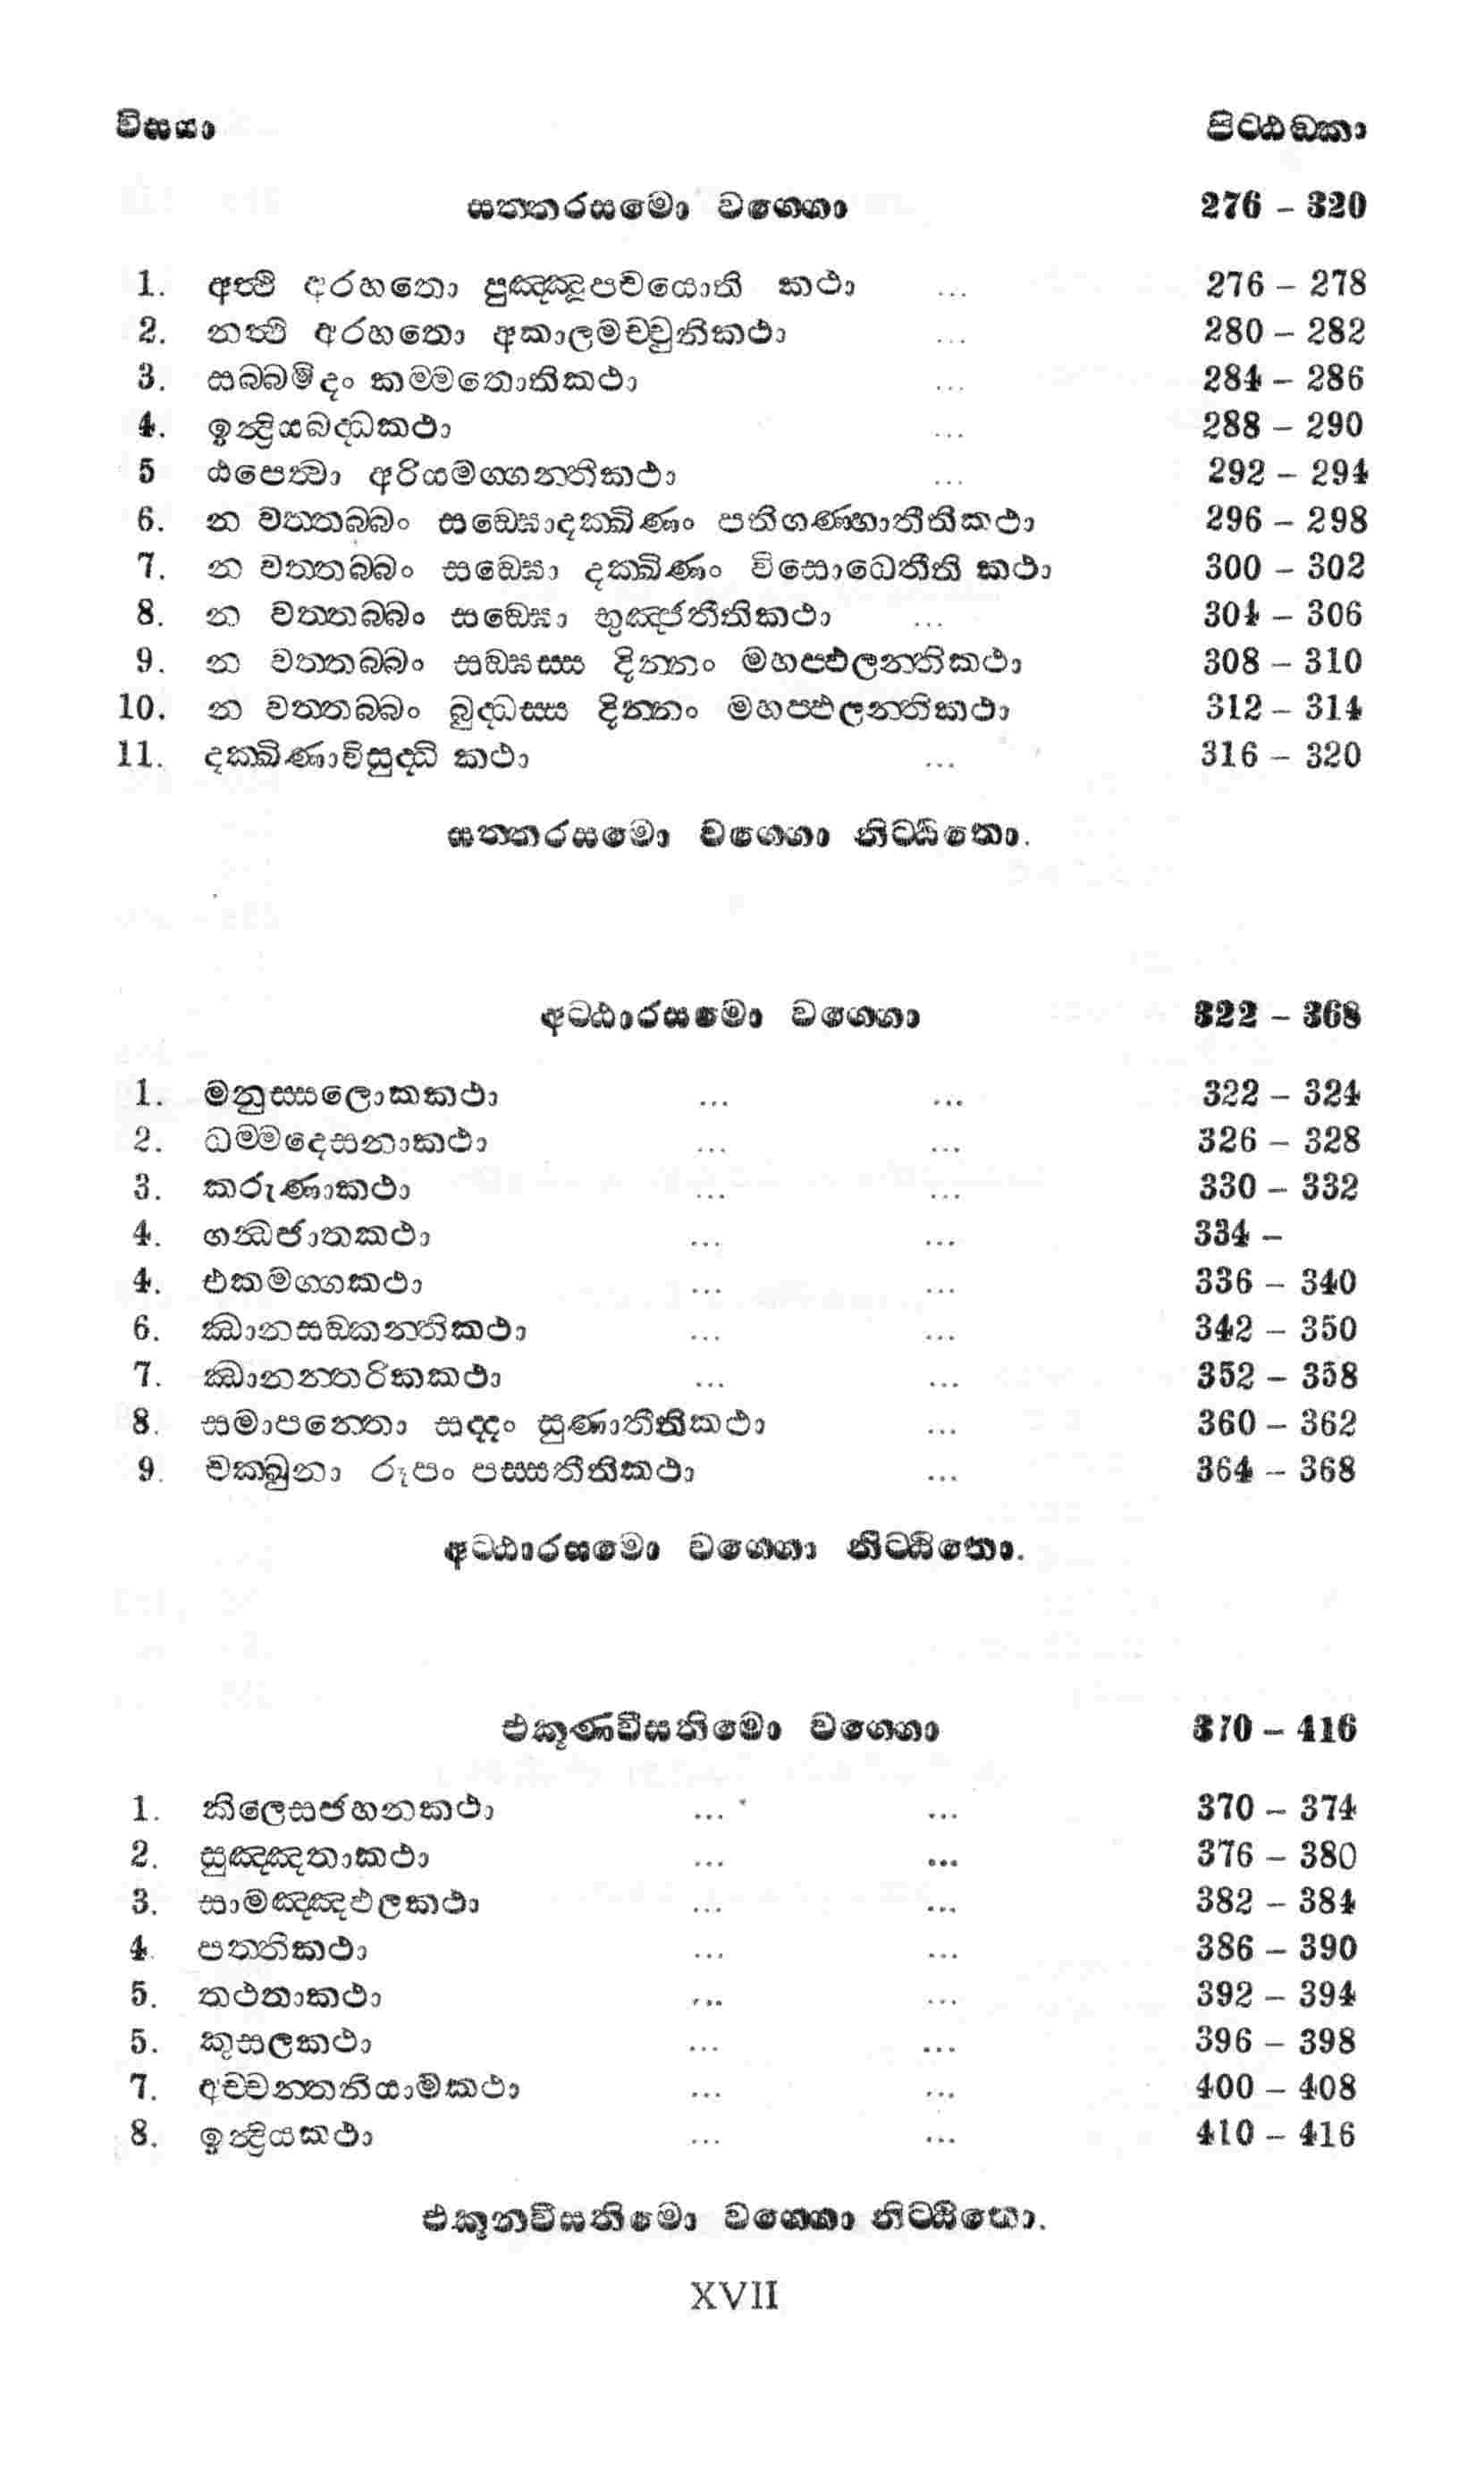 විසයා පිට්ඨඞ්කා
සත්තරසමො වග්ගො 276 – 320
1. අත්ථි අරහතො පුඤ්ඤූපචයොති කථා ... 276 – 278
2. නත්ථි අරහතො අකාලමච්චුතිකථා ... 280 – 282
3. සබ්බමිදං කම්මතොතිකථා ... 284 – 286
4. ඉන්ද්‍රියබද්ධකථා ... 288 – 290
5 ඨපෙත්වා අරියමග්ගන්තිකථා ... 292 – 294
6. න වත්තබ්බං සඞ්ඝොදක්ඛිණං පතිගණ්හාතීතිකථා 296 – 298
7. න වත්තබ්බං සඞ්ඝො දක්ඛිණං විසොධෙතීති කථා 300 – 302
8. න වත්තබ්බං සඞ්ඝො භුඤ්ජතීතිකථා ... 304 – 306
9. න වත්තබ්බං සඞ්ඝස්ස දින්නං මහප්ඵලන්තිකථා 308 – 310
10. න වත්තබ්බං බුද්ධස්ස දින්නං මහප්ඵලන්තිකථා 312 – 314
11. දක්ඛිණාවිසුද්ධි කථා ... 316 – 320
සත්තරසමො වග්ගො නිට්ඨිතො.
අට්ඨාරසමො වග්ගො 322 – 368
1. මනුස්සලොකකථා ... ... 322 – 324
2. ධම්මදෙසනාකථා ... ... 326 – 328
3. කරුණාකථා ... ... 330 – 332
4. ගන්ධජාතකථා ... ... 334 –
4. එකමග්ගකථා ... ... 336 – 340
6. ඣානසඞ්කන්තිකථා ... ... 342 – 350
7. ඣානන්තරිකකථා ... ... 352 – 358
8. සමාපන්නො සද්දං සුණාතීතිකථා ... 360 – 362
9. චක්ඛුනා රූපං පස්සතීතිකථා ... 364 – 368
අට්ඨාරසමො වග්ගො නිට්ඨිතො.
එකූණවීසතිමො වග්ගො 370 – 416
1. කිලෙසජහනකථා ... ... 370 – 374
2. සුඤ්ඤතාකථා ... ... 376 – 380
3. සාමඤ්ඤඵලකථා ... ... 382 – 384
4. පත්තිකථා ... ... 386 – 390
5. තථතාකථා ... ... 392 – 394
5. කුසලකථා ... ... 396 – 398
7. අච්චන්තනියාමකථා ... ... 400 – 408
8. ඉන්ද්‍රියකථා ... ... 410 – 416
එකූනවීසතිමො වග්ගො නිට්ඨිතො.
XVII